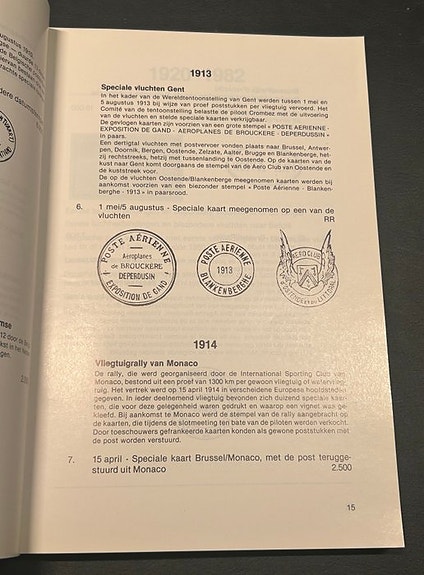 1913
Speciale vluchten Gent
In het kader van de Wereldtentoonstelling van Gent werden tussen 1 mei en
5 augustus 1913 bij wijze van proef poststukken per vliegtuig vervoerd. Het
Comité van de tentoonstelling belastte de piloot Crombez met de uitvoering
van de vluchten en stelde speciale kaarten verkrijgbaar.
De gevlogen kaarten zijn voorzien van een grote stempel « POSTE AERIENNE -
EXPOSITION DE GAND - AEROPLANES DE BROUCKERE - DEPERDUSSIN »
in paars.
Een dertigtal vluchten met postvervoer vonden plaats naar Brussel, Antwer-
pen, Doornik, Bergen, Oostende, Zelzate, Aalter, Brugge en Blankenberge, het-
zij rechtstreeks, hetzij met tussenlanding te Oostende. Op de kaarten van de
kust naar Gent komt doorgaans de stempel van de Aero Club van Oostende en
de kuststreek voor.
De op de vluchten Oostende/Blankenberge meegenomen kaarten werden bij
aankomst voorzien van een biezonder stempel « Poste Aérienne - Blanken-
berghe - 1913 » in paarsrood.
6. 1 mei/5 augustus - Speciale kaart meegenomen op een van de
vluchten RR
POSTE AÉRIENNE
Aeroplanes
de BROUCKERE
DEPERDUSSIN
EXPOSITION DE GAND
POSTE AERIENNE
1913
BLANKENBERGHE
AERO CLUB
1914
Vliegtuigrally van Monaco
De rally, die werd georganiseerd door de International Sporting Club van
Monaco, bestond uit een proef van 1300 km per gewoon vliegtuig of watervlieg-
tuig. Het vertrek werd op 15 april 1914 in verscheidene Europese hoofdsteden
gegeven. In ieder deelnemend vliegtuig bevonden zich duizend speciale kaar-
ten, die voor deze gelegenheid waren gedrukt en waarop een vignet was ge-
kleefd. Bij aankomst te Monaco werd de stempel van de rally aangebracht op
de kaarten, die tijdens de slotmeeting ten bate van de piloten werden verkocht.
Door toeschouwers gefrankeerde kaarten konden als gewone poststukken met
de post worden verstuurd.
7. 15 april - Speciale kaart Brussel/Monaco, met de post terugge-
stuurd uit Monaco 2.500
15